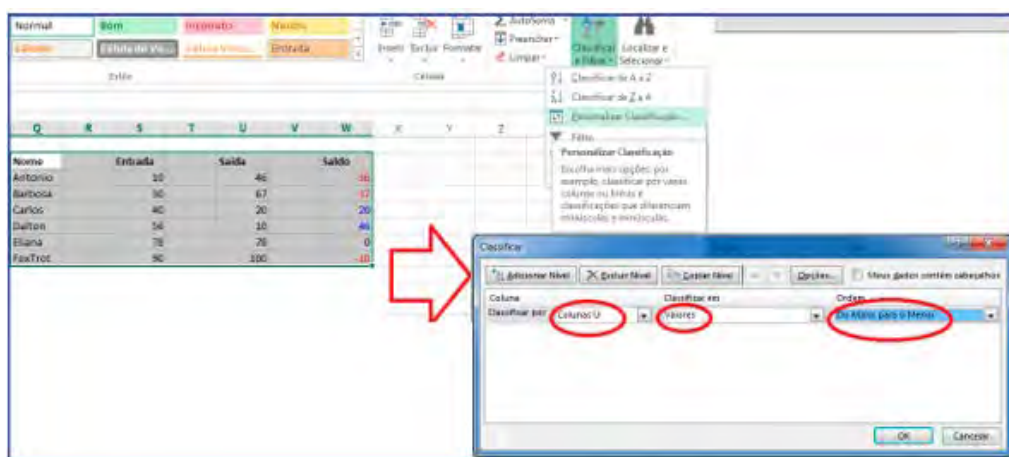 Normal Bom Incorreto Neutro
Cálculo Célula de Ve... Célula Vincu... Entrada
Estilo
Inserir Excluir Formatar
Células
AutoSoma
Preencher
Limpar
Classificar e Filtrar
Localizar e Selecionar
Classificar de A a Z
Classificar de Z a A
Personalizar Classificação...
Filtro
Personalizar Classificação
Escolha mais opções, por
exemplo, classificar por várias
colunas ou linhas e
classificações que diferenciam
maiúsculas e minúsculas.
Q R S T U V W X Y Z
Nome Entrada Saída Saldo
Antonio 10 46 -36
Barbosa 50 67 -17
Carlos 40 20 20
Dalton 56 10 46
Eliana 78 78 0
FoxTrot 90 100 -10
Classificar
Adicionar Nível Excluir Nível Copiar Nível Opções... Meus dados contêm cabeçalhos
Coluna Classificar em Ordem
Classificar por Colunas U Valores Do Maior para o Menor
OK Cancelar